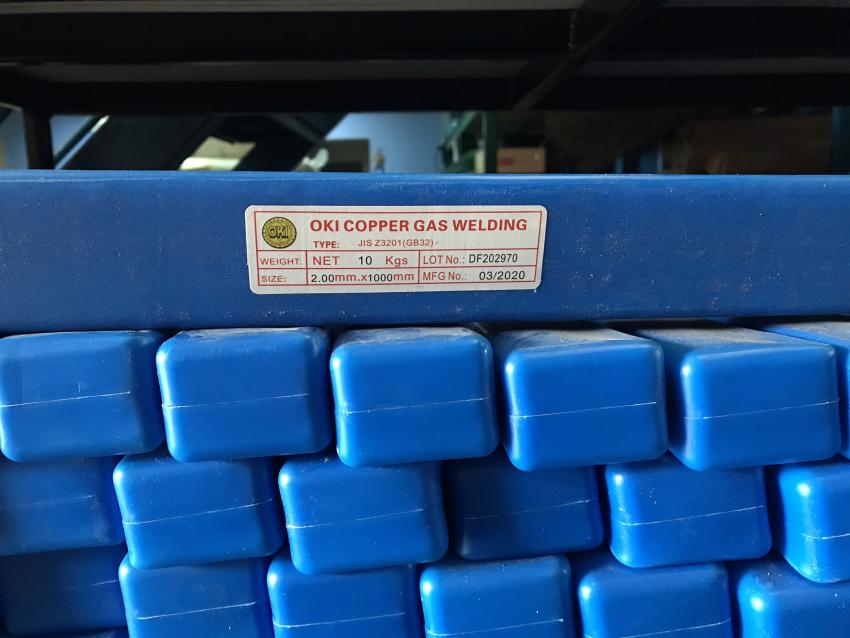 OKI
OKI COPPER GAS WELDING
TYPE: JIS Z3201(GB32)
WEIGHT: NET 10 Kgs LOT No.: DF202970
SIZE: 2.00mm.x1000mm MFG No.: 03/2020